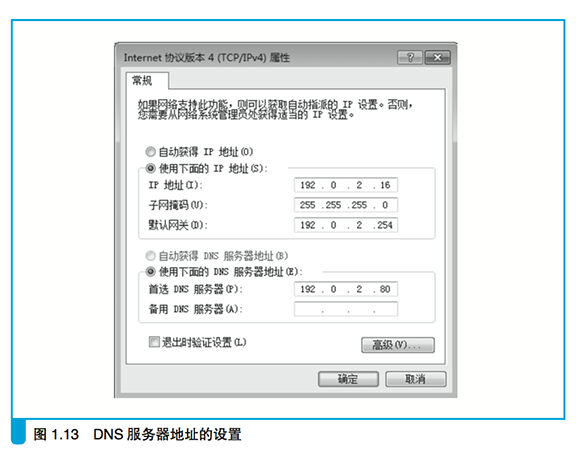 Internet 协议版本 4 (TCP/IPv4) 属性
常规
如果网络支持此功能，则可以获取自动指派的 IP 设置。否则，
您需要从网络系统管理员处获得适当的 IP 设置。
自动获得 IP 地址(O)
使用下面的 IP 地址(S):
IP 地址(I): 192 . 0 . 2 . 16
子网掩码(U): 255 .255 .255 . 0
默认网关(D): 192 . 0 . 2 .254
自动获得 DNS 服务器地址(B)
使用下面的 DNS 服务器地址(E):
首选 DNS 服务器(P): 192 . 0 . 2 . 80
备用 DNS 服务器(A): . . .
退出时验证设置(L)
高级(V)...
确定 取消
图 1.13 DNS 服务器地址的设置